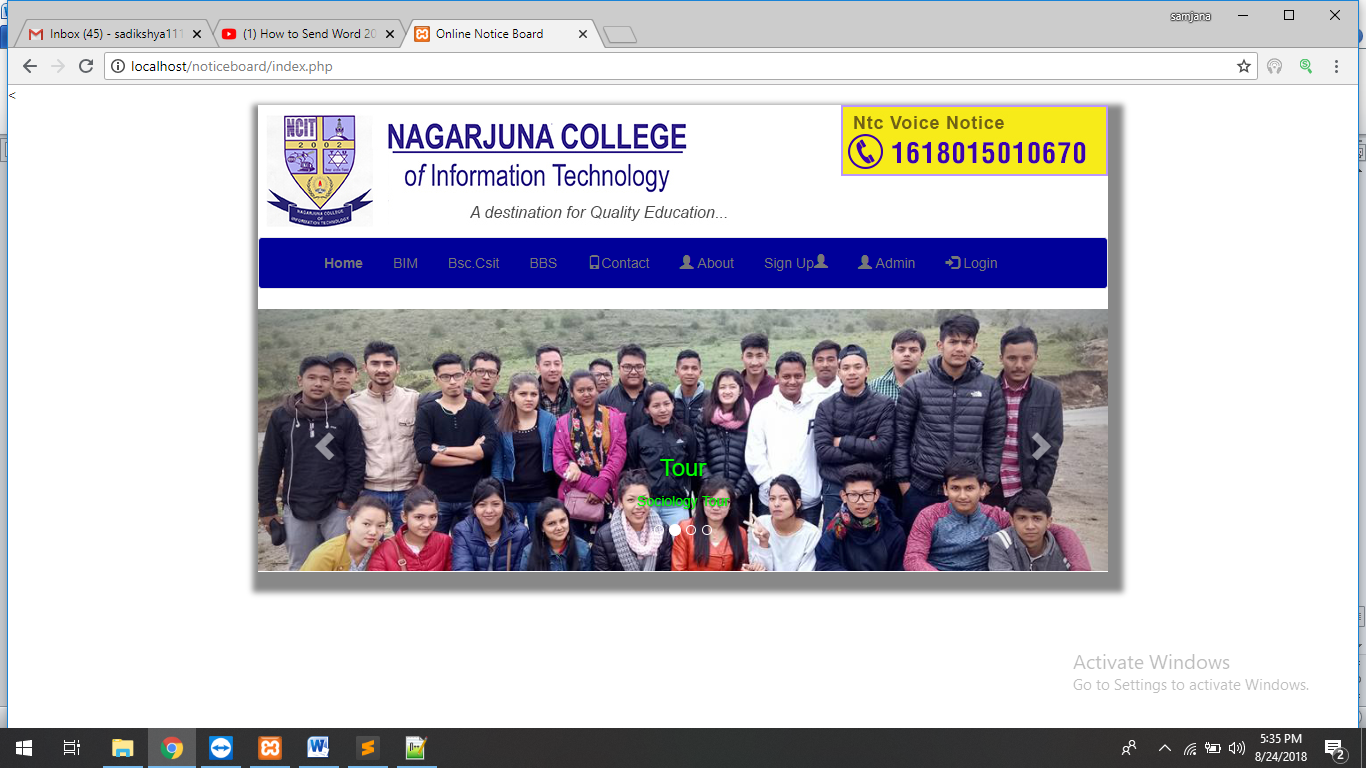 samjana
Inbox (45) - sadikshya111
(1) How to Send Word 20
Online Notice Board
localhost/noticeboard/index.php
<
NCIT
2002
NAGARJUNA COLLEGE
OF
INFORMATION TECHNOLOGY
NAGARJUNA COLLEGE
of Information Technology
A destination for Quality Education...
Ntc Voice Notice
1618015010670
Home BIM Bsc.Csit BBS Contact About Sign Up Admin Login
Tour
Sociology Tour
Activate Windows
Go to Settings to activate Windows.
5:35 PM
8/24/2018
2